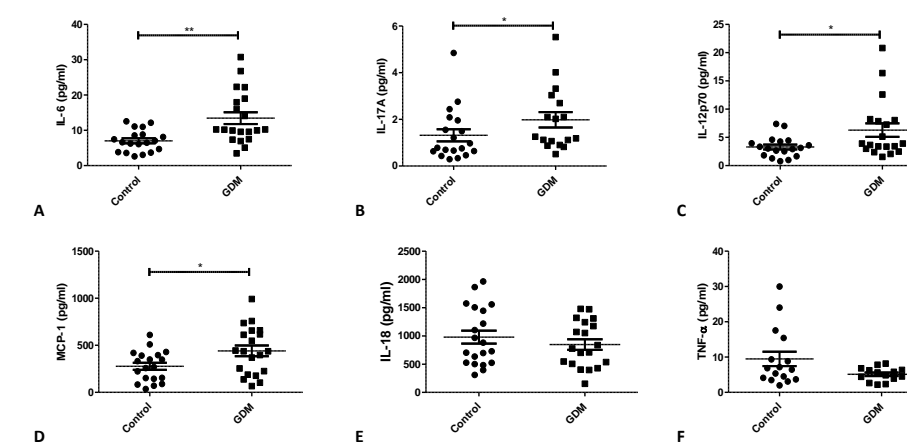 IL-6 (pg/ml)
40
30
20
10
0
**
Control
GDM
A
IL-17A (pg/ml)
6
4
2
0
*
Control
GDM
B
IL-12p70 (pg/ml)
25
20
15
10
5
0
*
Control
GDM
C
MCP-1 (pg/ml)
1500
1000
500
0
*
Control
GDM
D
IL-18 (pg/ml)
2500
2000
1500
1000
500
0
Control
GDM
E
TNF-α (pg/ml)
40
30
20
10
0
Control
GDM
F